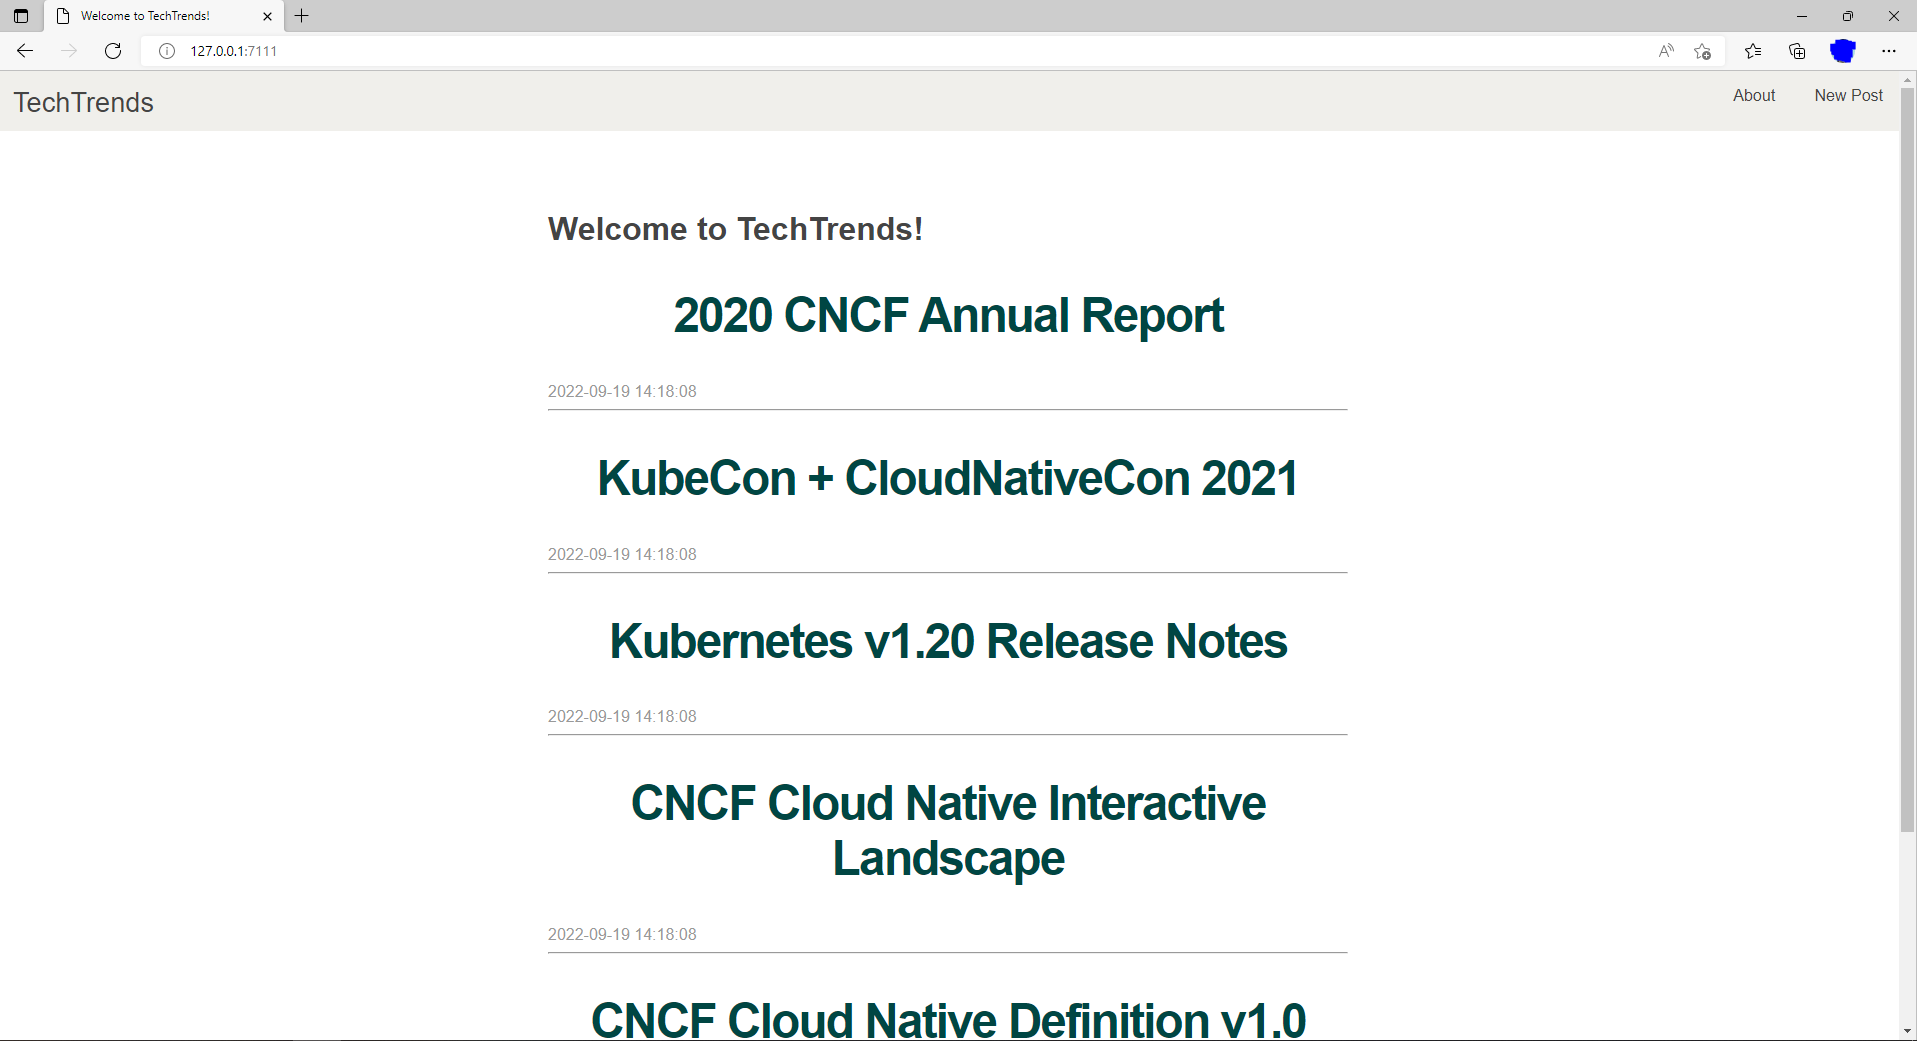 Welcome to TechTrends!
127.0.0.1:7111
TechTrends
About
New Post
Welcome to TechTrends!
2020 CNCF Annual Report
2022-09-19 14:18:08
KubeCon + CloudNativeCon 2021
2022-09-19 14:18:08
Kubernetes v1.20 Release Notes
2022-09-19 14:18:08
CNCF Cloud Native Interactive
Landscape
2022-09-19 14:18:08
CNCF Cloud Native Definition v1.0